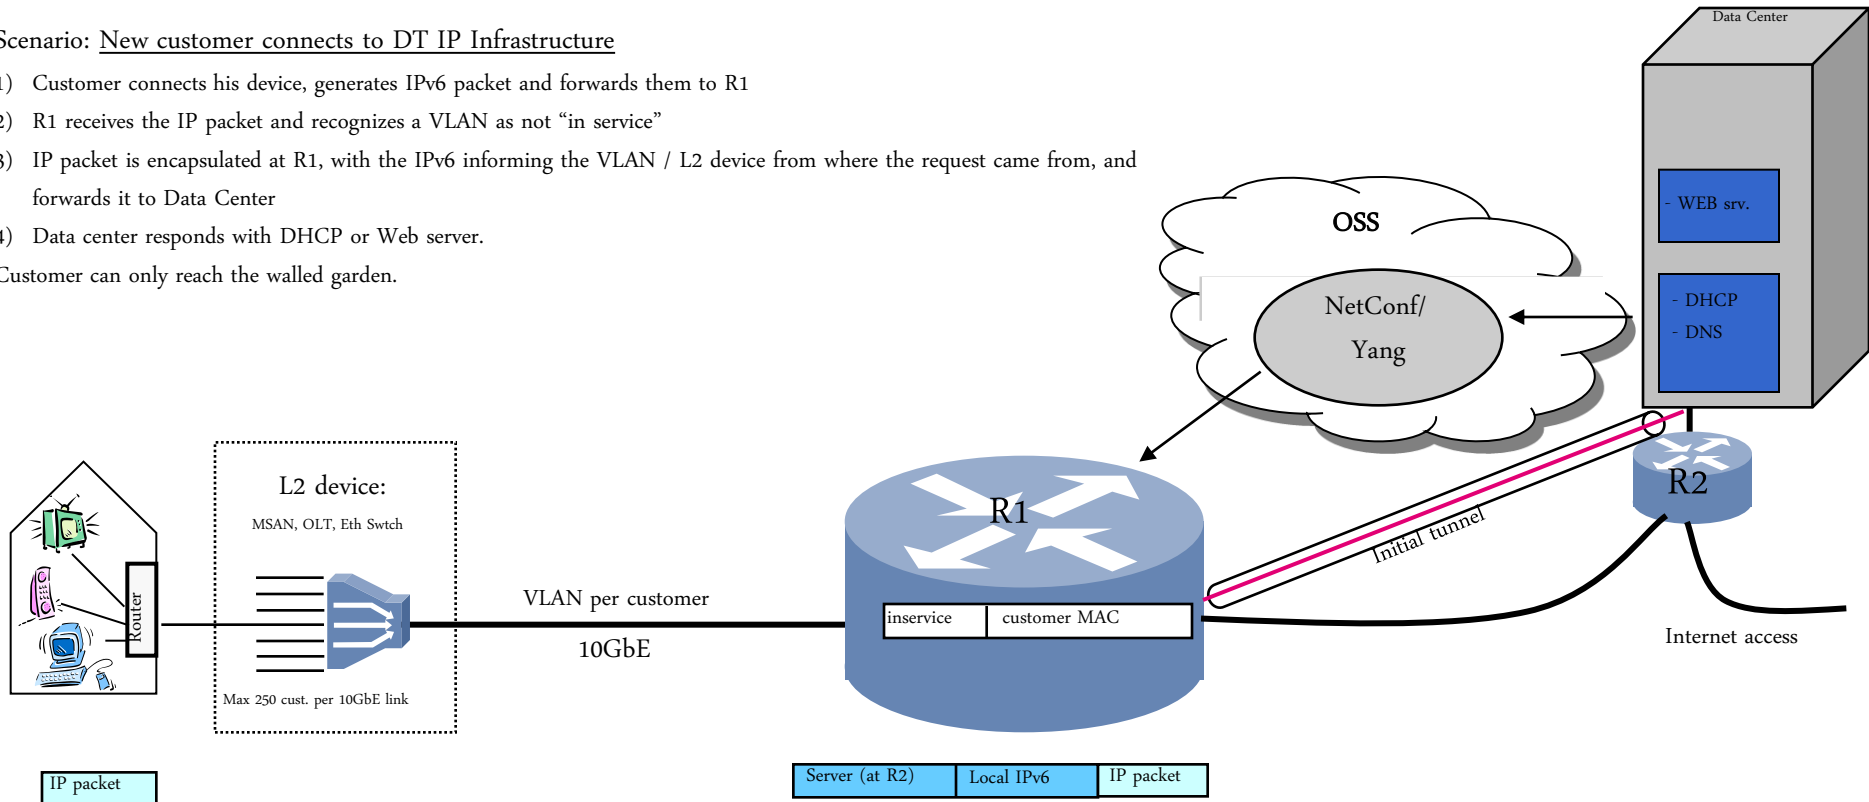 Scenario: New customer connects to DT IP Infrastructure
1) Customer connects his device, generates IPv6 packet and forwards them to R1
2) R1 receives the IP packet and recognizes a VLAN as not “in service”
3) IP packet is encapsulated at R1, with the IPv6 informing the VLAN / L2 device from where the request came from, and
forwards it to Data Center
4) Data center responds with DHCP or Web server.
Customer can only reach the walled garden.
Data Center
- WEB srv.
- DHCP
- DNS
OSS
NetConf/
Yang
R2
R1
Initial tunnel
Internet access
inservice
customer MAC
L2 device:
MSAN, OLT, Eth Swtch
Max 250 cust. per 10GbE link
Router
VLAN per customer
10GbE
IP packet
Server (at R2)
Local IPv6
IP packet